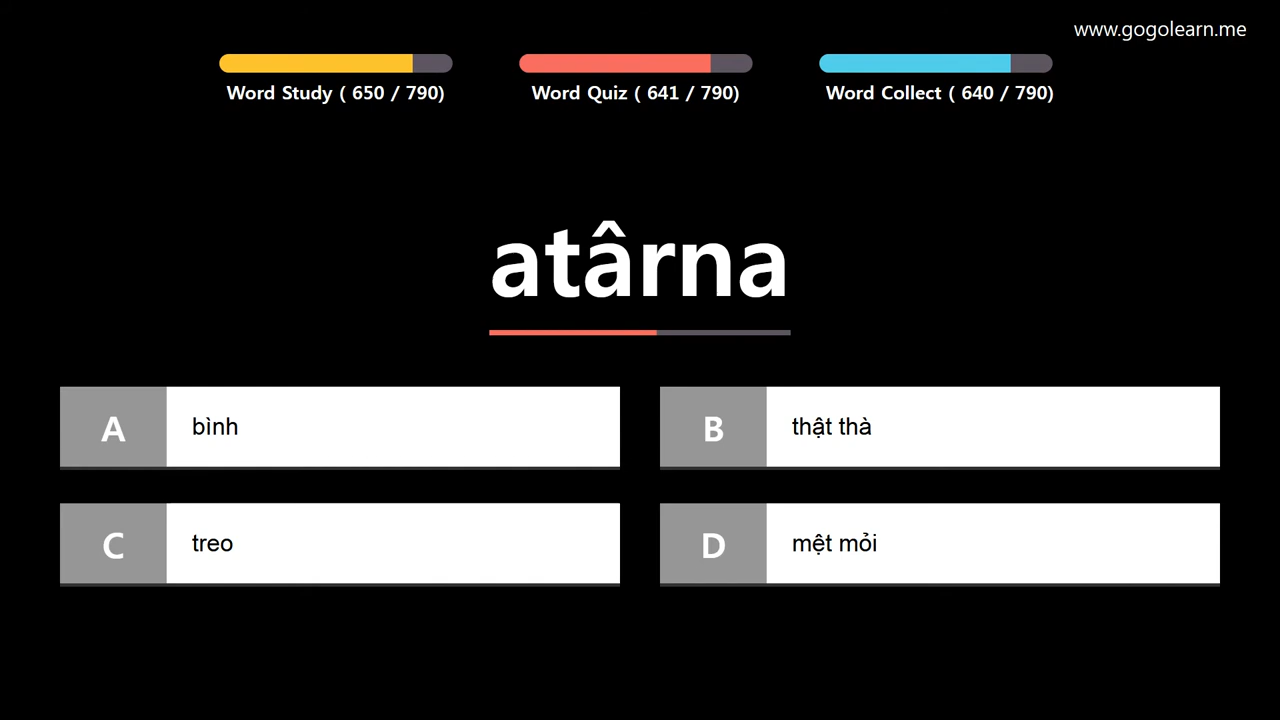 www.gogolearn.me
Word Study ( 650 / 790)
Word Quiz ( 641 / 790)
Word Collect ( 640 / 790)
atârna
A bình
B thật thà
C treo
D mệt mỏi